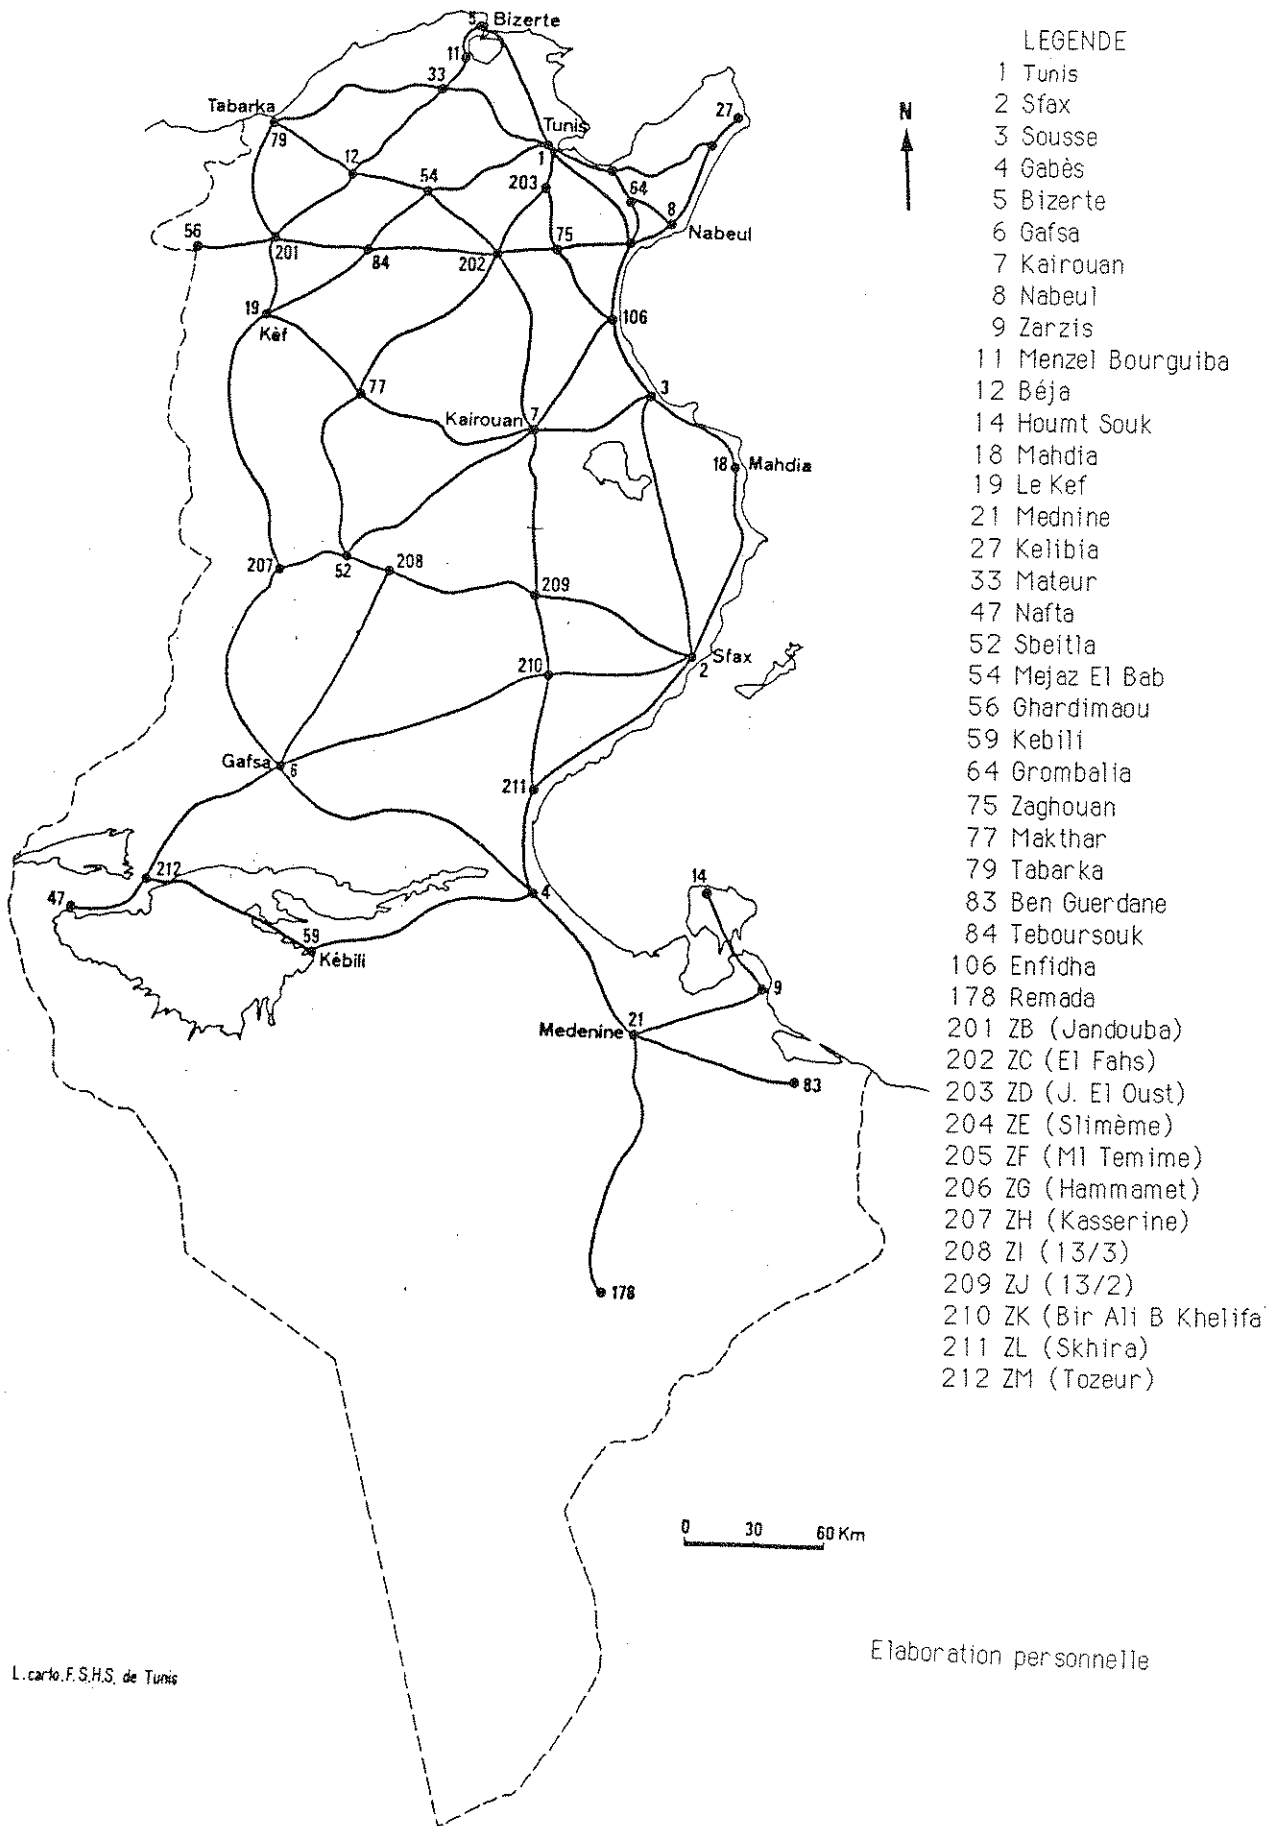 5 Bizerte
11
33
Tabarka
79
Tunis
1
27
12
54
203
64
8
Nabeul
56
201
84
202
75
19
Kèf
106
77
3
Kairouan 7
18 Mahdia
207
52
208
209
210
Sfax
2
Gafsa
6
211
212
47
4
14
59
Kébili
9
21
Medenine
83
178
N
0 30 60 Km
LEGENDE
1 Tunis
2 Sfax
3 Sousse
4 Gabès
5 Bizerte
6 Gafsa
7 Kairouan
8 Nabeul
9 Zarzis
11 Menzel Bourguiba
12 Béja
14 Houmt Souk
18 Mahdia
19 Le Kef
21 Mednine
27 Kelibia
33 Mateur
47 Nafta
52 Sbeitla
54 Mejaz El Bab
56 Ghardimaou
59 Kebili
64 Grombalia
75 Zaghouan
77 Makthar
79 Tabarka
83 Ben Guerdane
84 Teboursouk
106 Enfidha
178 Remada
201 ZB (Jandouba)
202 ZC (El Fahs)
203 ZD (J. El Oust)
204 ZE (Slimème)
205 ZF (Ml Temime)
206 ZG (Hammamet)
207 ZH (Kasserine)
208 ZI (13/3)
209 ZJ (13/2)
210 ZK (Bir Ali B Khelifa
211 ZL (Skhira)
212 ZM (Tozeur)
Elaboration personnelle
L.carto.F.S.H.S. de Tunis